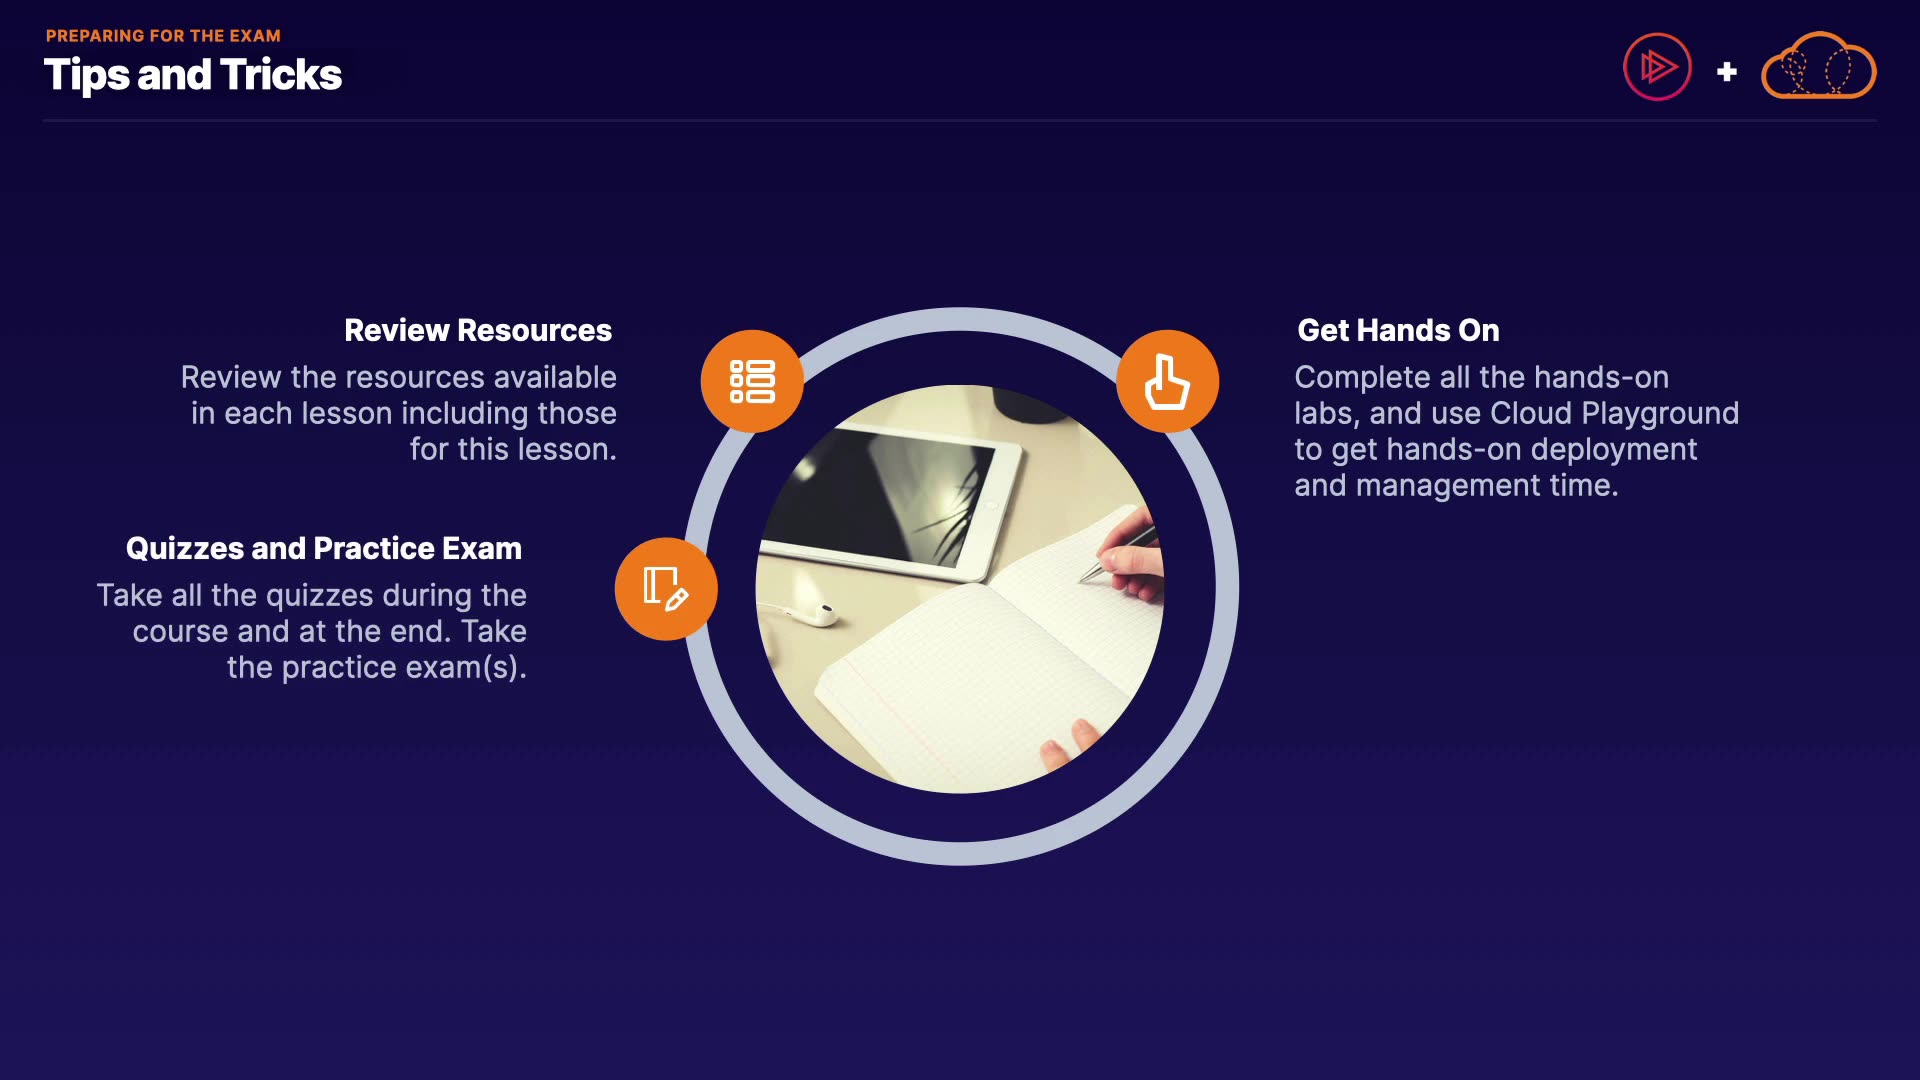 PREPARING FOR THE EXAM
Tips and Tricks
Review Resources
Review the resources available
in each lesson including those
for this lesson.
Get Hands On
Complete all the hands-on
labs, and use Cloud Playground
to get hands-on deployment
and management time.
Quizzes and Practice Exam
Take all the quizzes during the
course and at the end. Take
the practice exam(s).